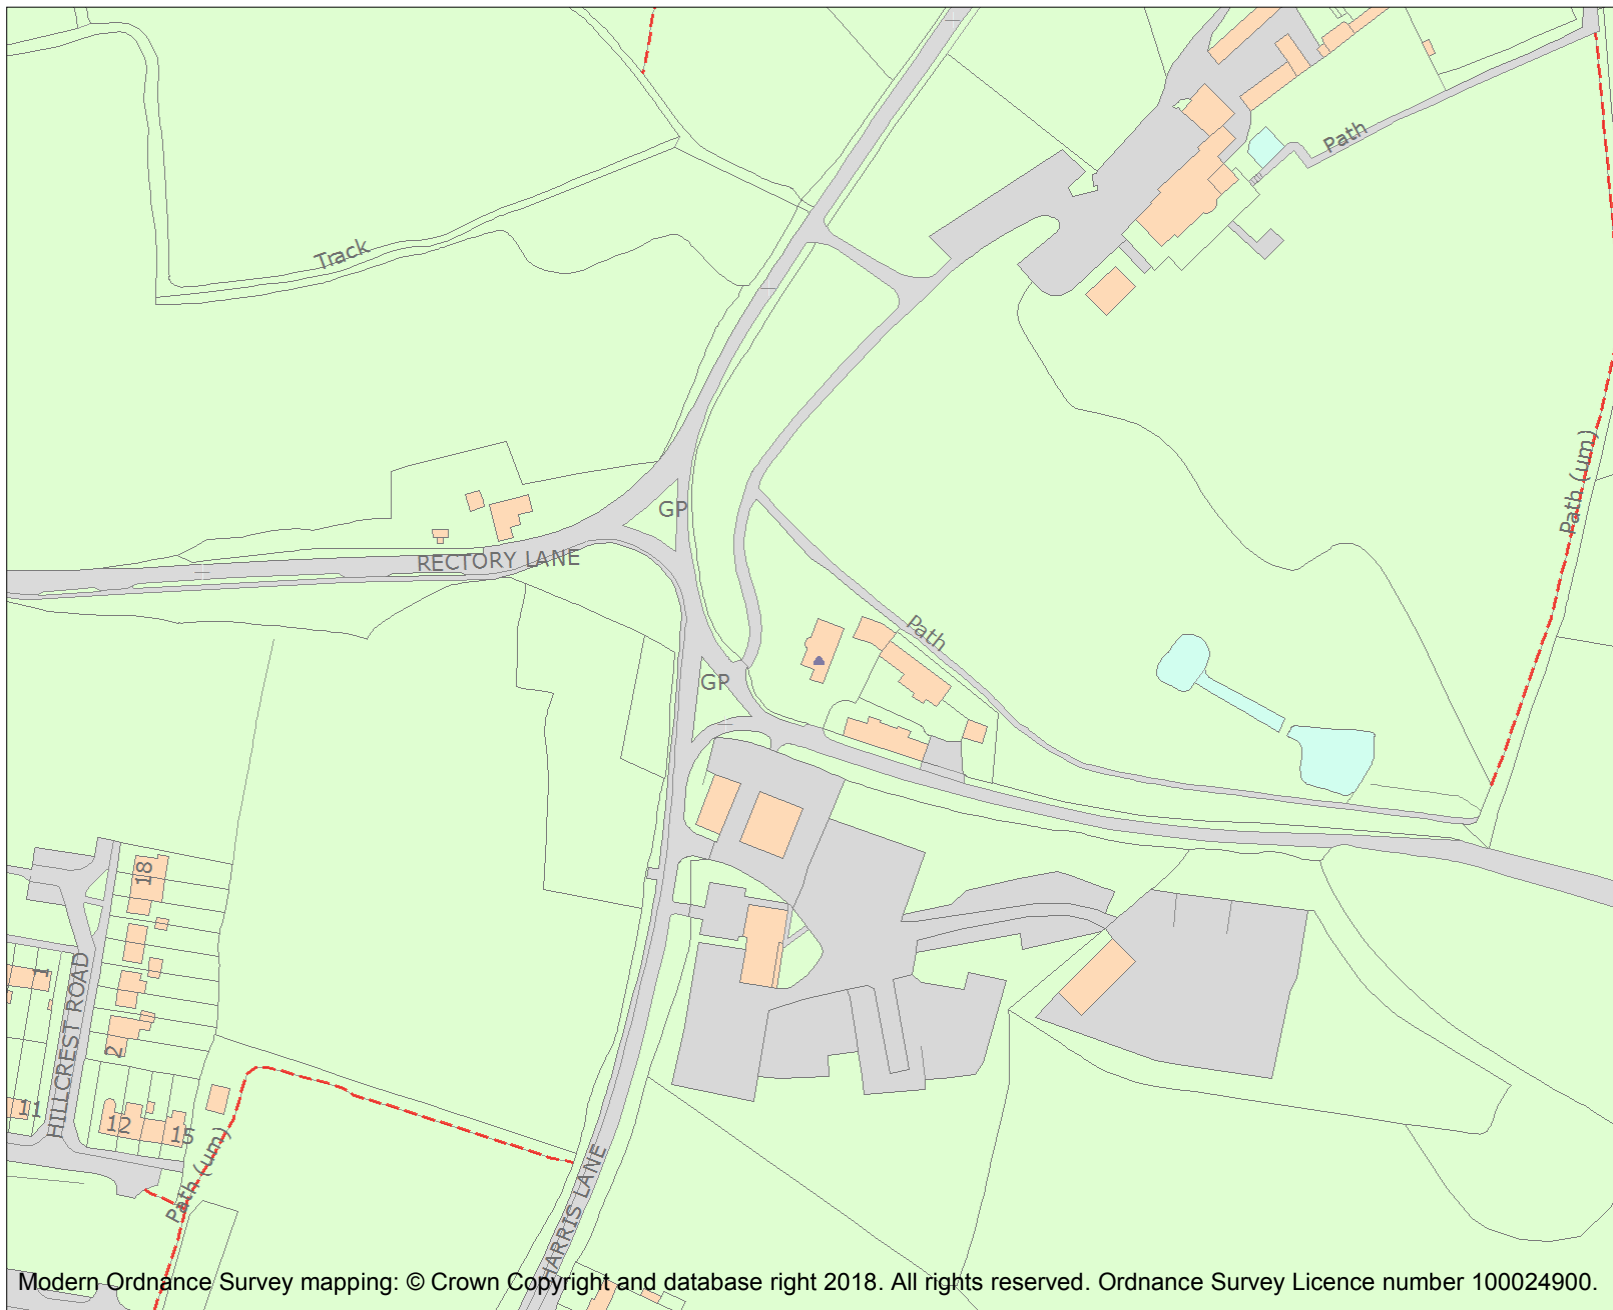 Path
Track
Path (um)
GP
RECTORY LANE
Path
GP
18
1
HILLCREST ROAD
2
11
12
15
Path (um)
HARRIS LANE
Modern Ordnance Survey mapping: © Crown Copyright and database right 2018. All rights reserved. Ordnance Survey Licence number 100024900.